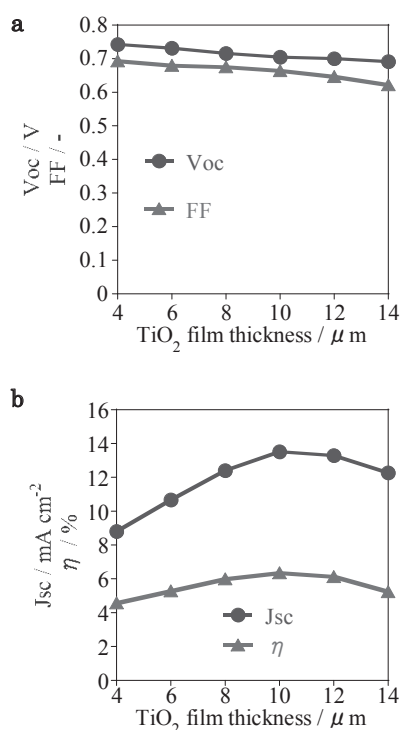 a
Voc / V
FF / -
0.8
0.7
0.6
0.5
0.4
0.3
0.2
0.1
0
Voc
FF
4 6 8 10 12 14
TiO2 film thickness / μm
b
Jsc / mA cm-2
η / %
16
14
12
10
8
6
4
2
0
Jsc
η
4 6 8 10 12 14
TiO2 film thickness / μm